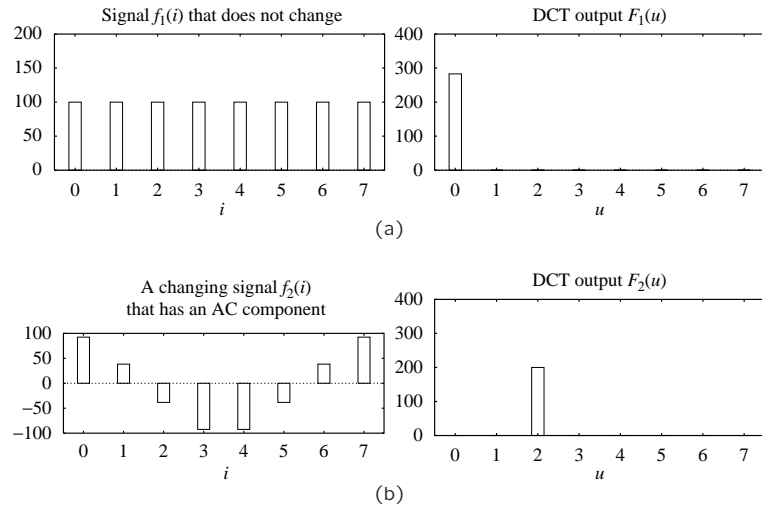 Signal f₁(i) that does not change
200
150
100
50
0
0 1 2 3 4 5 6 7
i
DCT output F₁(u)
400
300
200
100
0
0 1 2 3 4 5 6 7
u
(a)
A changing signal f₂(i)
that has an AC component
100
50
0
−50
−100
0 1 2 3 4 5 6 7
i
DCT output F₂(u)
400
300
200
100
0
0 1 2 3 4 5 6 7
u
(b)